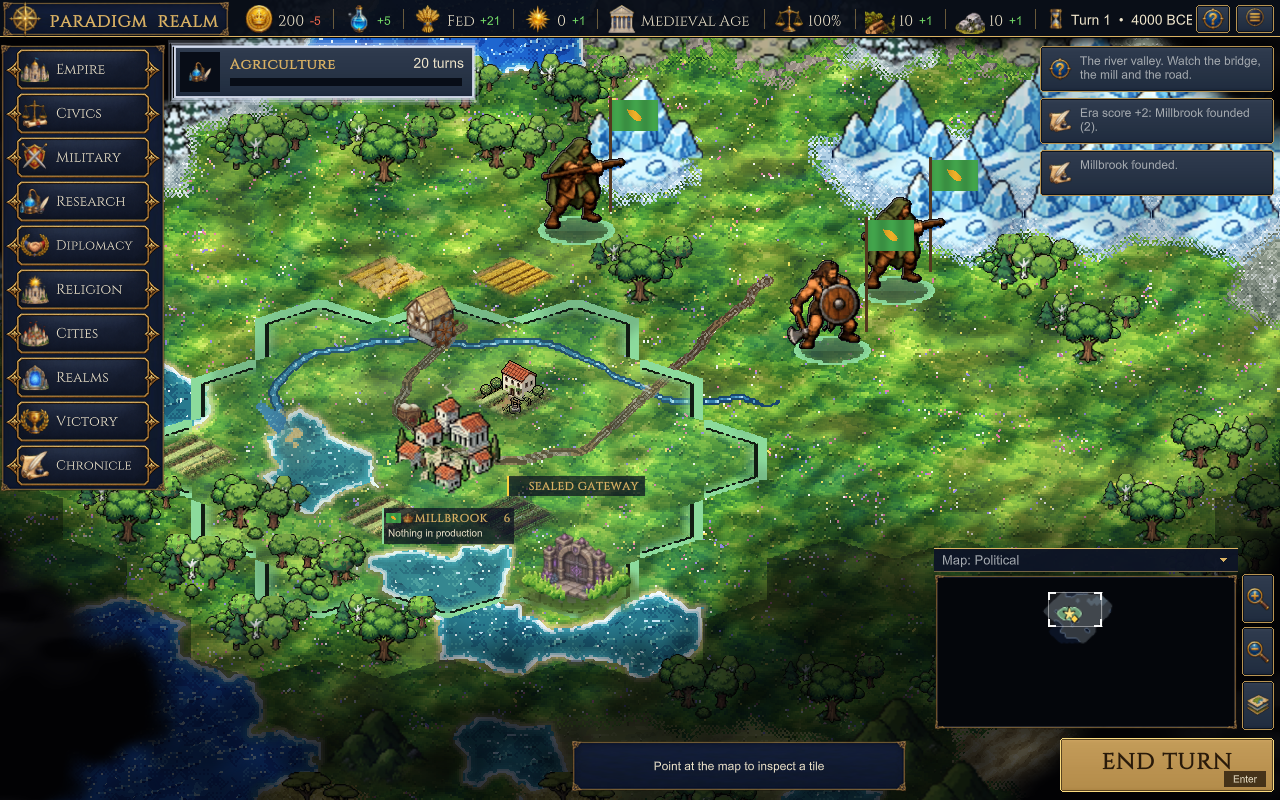 PARADIGM REALM
200 -5
+5
FED +21
0 +1
MEDIEVAL AGE
100%
10 +1
10 +1
Turn 1 • 4000 BCE
EMPIRE
CIVICS
MILITARY
RESEARCH
DIPLOMACY
RELIGION
CITIES
REALMS
VICTORY
CHRONICLE
AGRICULTURE
20 turns
The river valley. Watch the bridge,
the mill and the road.
Era score +2: Millbrook founded
(2).
Millbrook founded.
SEALED GATEWAY
MILLBROOK 6
Nothing in production
Map: Political
Point at the map to inspect a tile
END TURN
Enter